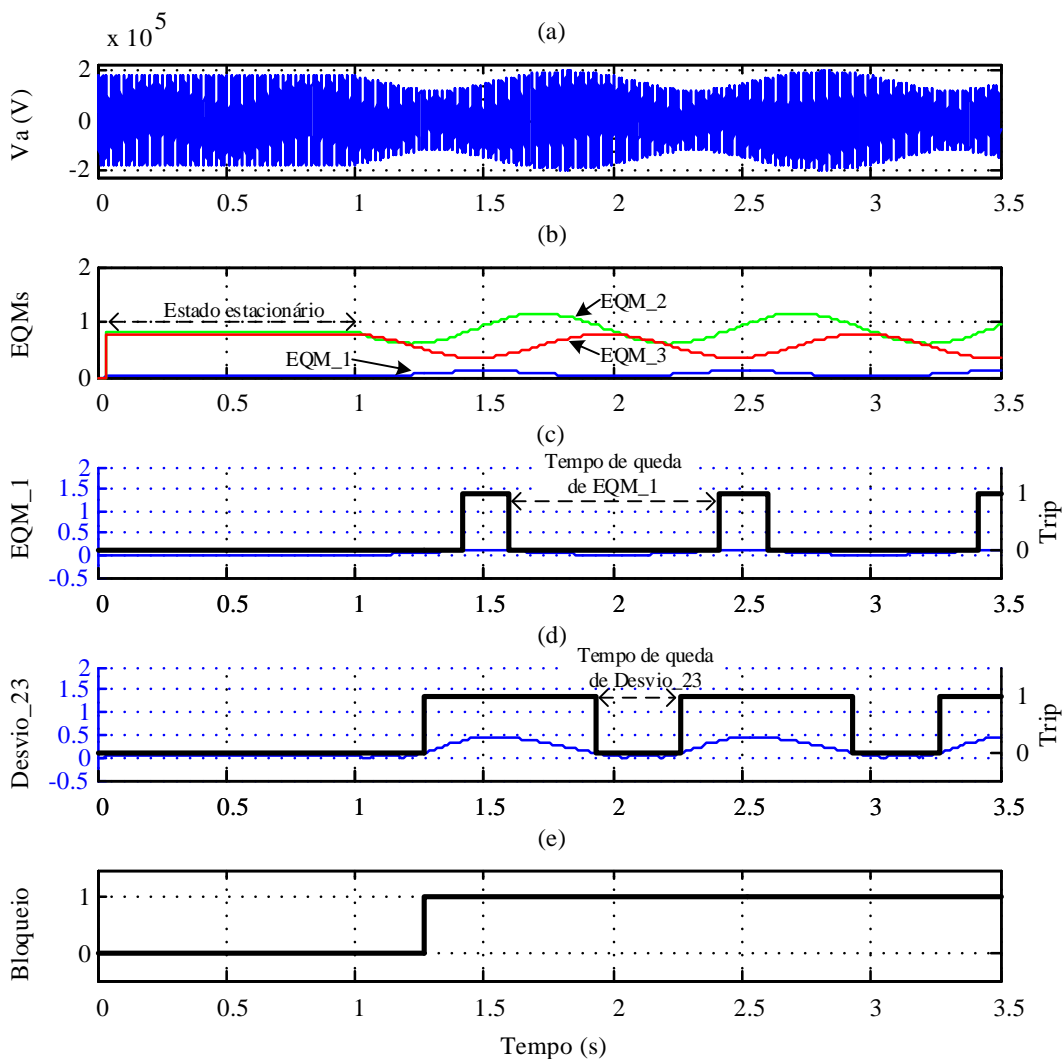 (a)
x 10^5
Va (V)
2
0
-2
0 0.5 1 1.5 2 2.5 3 3.5
(b)
EQMs
2
1
0
Estado estacionário
EQM_1
EQM_2
EQM_3
0 0.5 1 1.5 2 2.5 3 3.5
(c)
EQM_1
2
1.5
1
0.5
0
-0.5
Tempo de queda
de EQM_1
1
0
Trip
0 0.5 1 1.5 2 2.5 3 3.5
(d)
Desvio_23
2
1.5
1
0.5
0
-0.5
Tempo de queda
de Desvio_23
1
0
Trip
0 0.5 1 1.5 2 2.5 3 3.5
(e)
Bloqueio
1
0
0 0.5 1 1.5 2 2.5 3 3.5
Tempo (s)